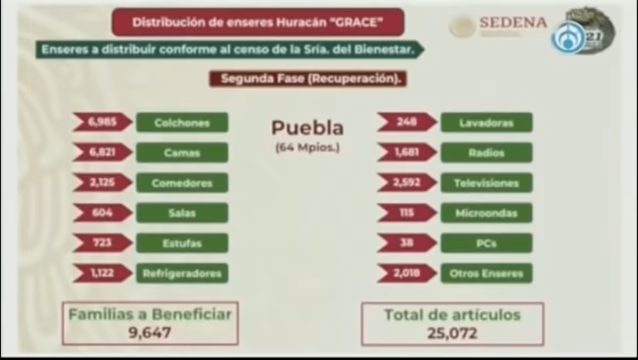 Distribución de enseres Huracán "GRACE"
SEDENA
Enseres a distribuir conforme al censo de la Sría. del Bienestar.
Segunda Fase (Recuperación).
Puebla
(64 Mpios.)
6,985 Colchones
6,821 Camas
2,125 Comedores
604 Salas
723 Estufas
1,122 Refrigeradores
248 Lavadoras
1,681 Radios
2,592 Televisiones
115 Microondas
38 PCs
2,018 Otros Enseres
Familias a Beneficiar
9,647
Total de artículos
25,072